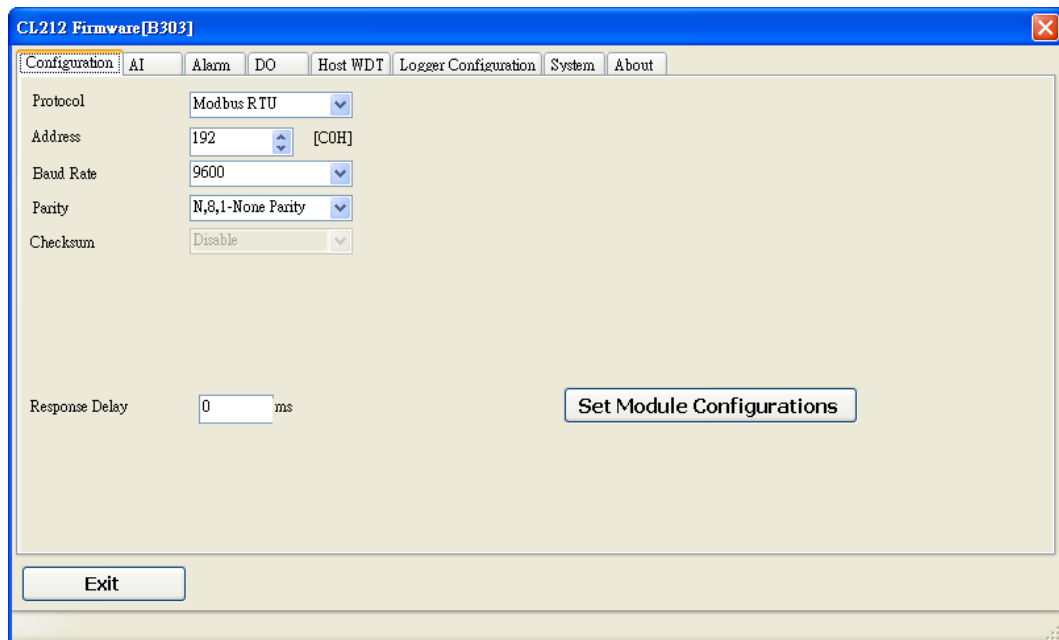 CL212 Firmware[B303]
Configuration AI Alarm DO Host WDT Logger Configuration System About
Protocol Modbus RTU
Address 192 [C0H]
Baud Rate 9600
Parity N,8,1-None Parity
Checksum Disable
Response Delay 0 ms Set Module Configurations
Exit